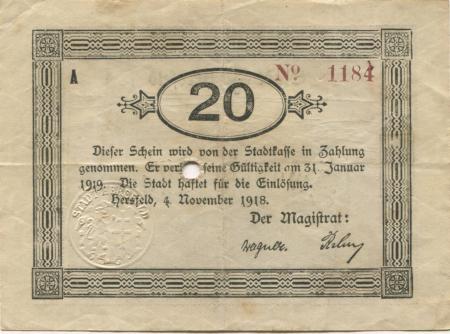 A
Nº 1184
20
Dieser Schein wird von der Stadtkasse in Zahlung
genommen. Er ver seine Gültigkeit am 31. Januar
1919. Die Stadt haftet für die Einlösung.
Hersfeld, 4. November 1918.
Der Magistrat: